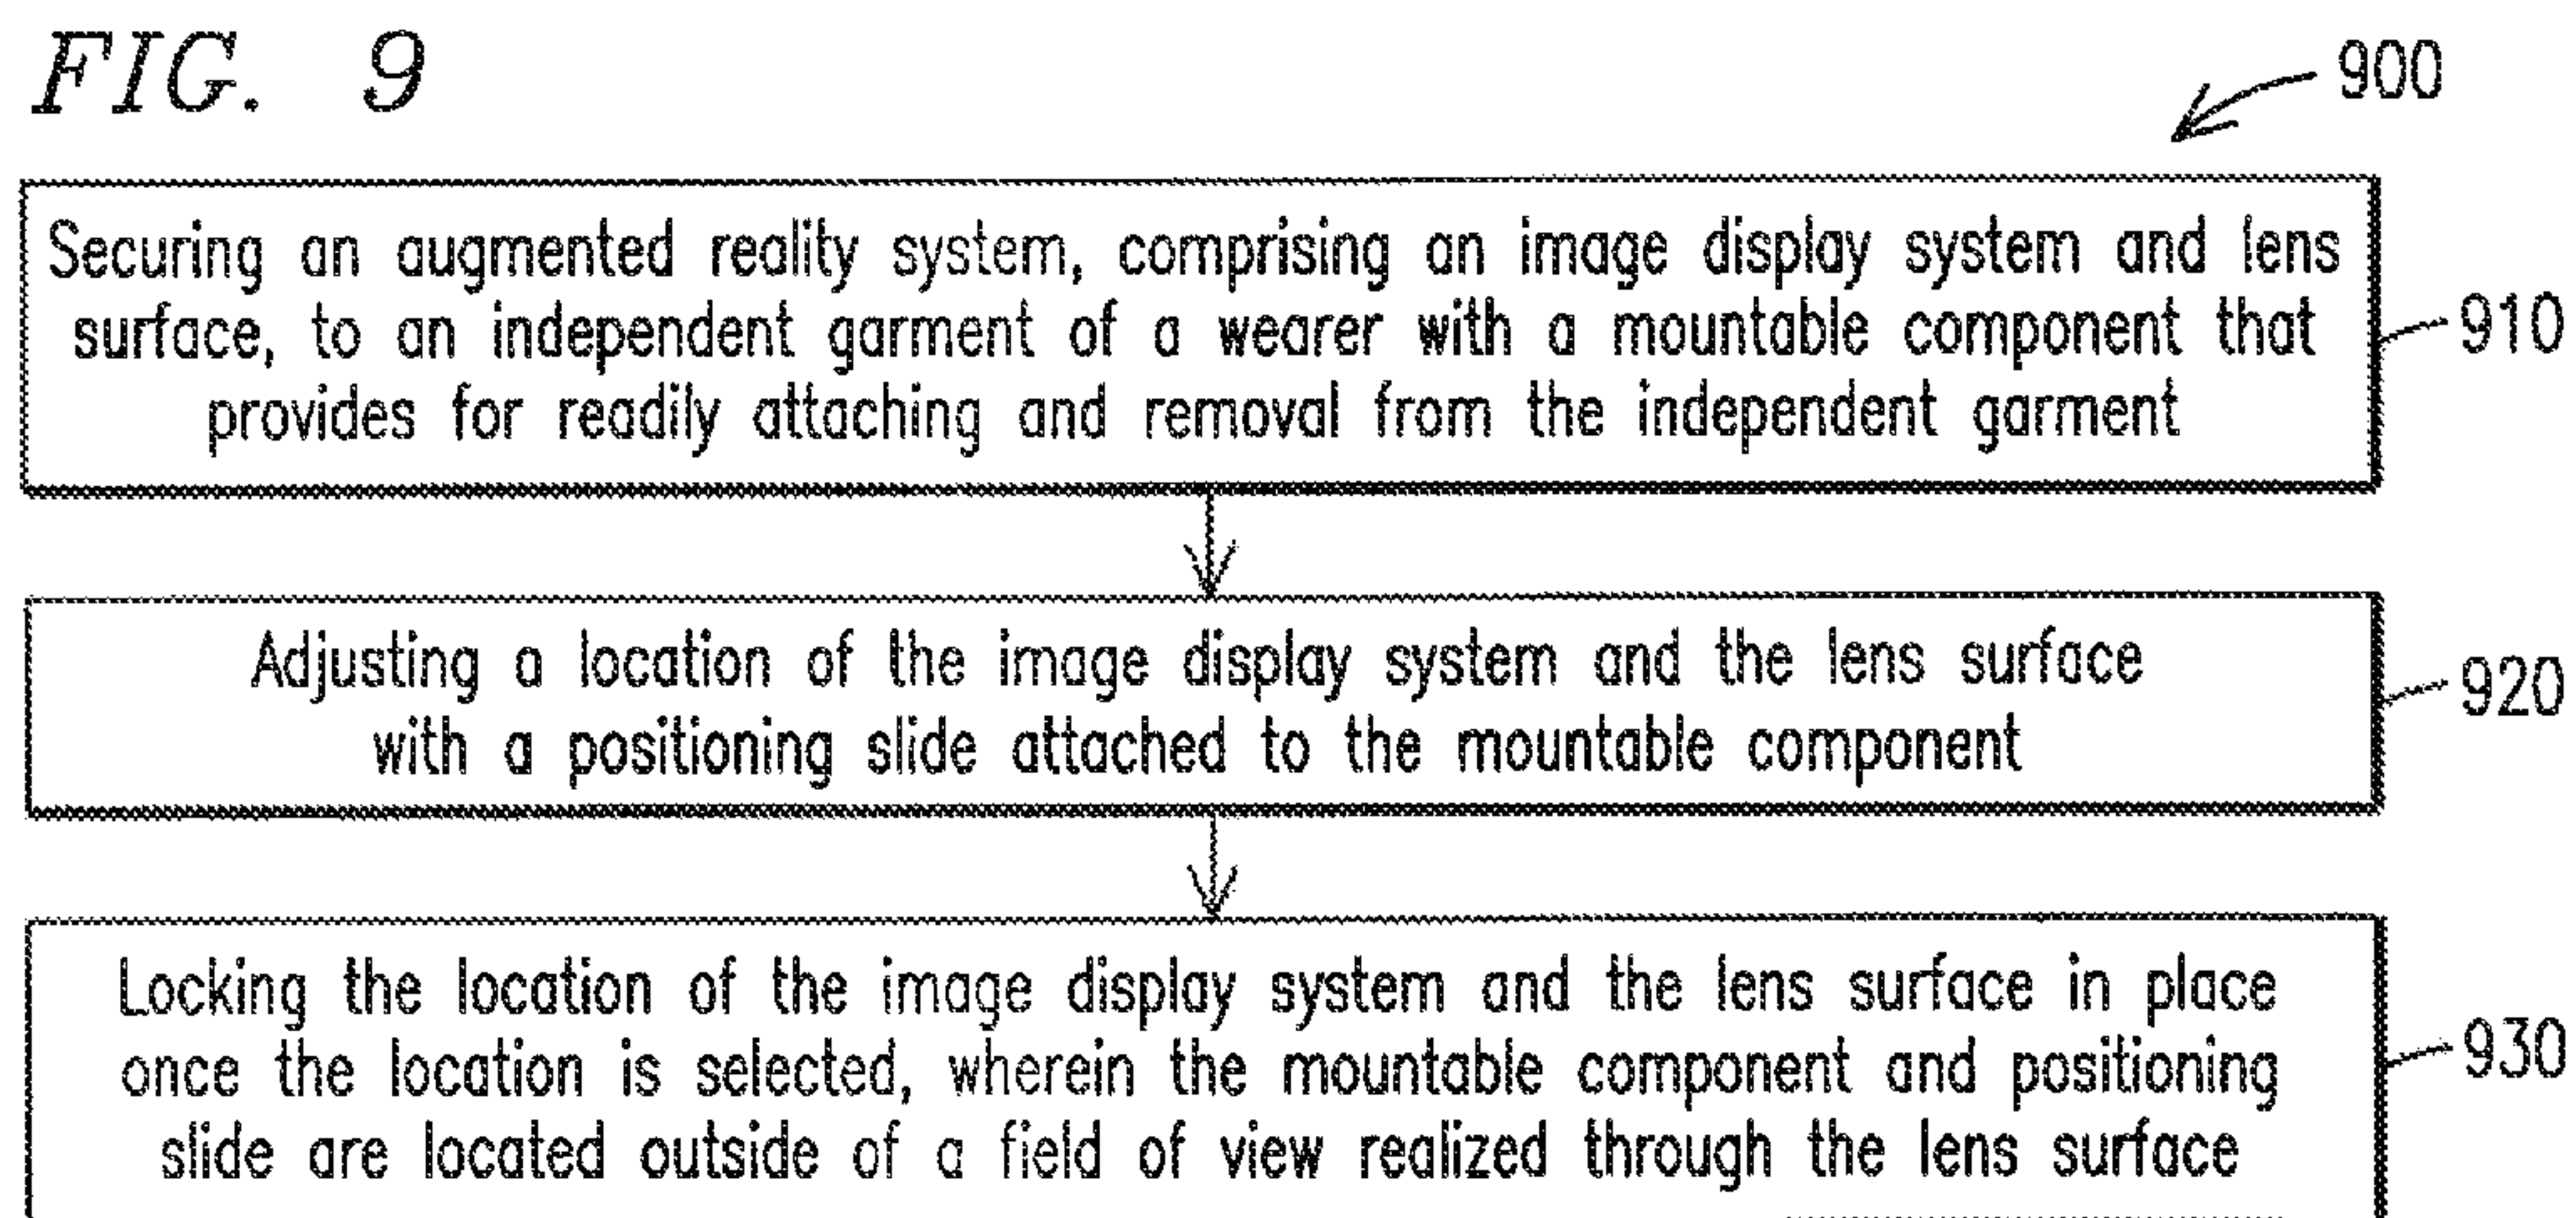 FIG. 9
900
Securing an augmented reality system, comprising an image display system and lens
surface, to an independent garment of a wearer with a mountable component that
provides for readily attaching and removal from the independent garment
910
Adjusting a location of the image display system and the lens surface
with a positioning slide attached to the mountable component
920
Locking the location of the image display system and the lens surface in place
once the location is selected, wherein the mountable component and positioning
slide are located outside of a field of view realized through the lens surface
930